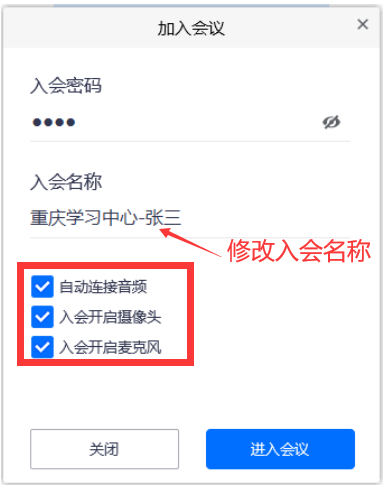 加入会议
入会密码
入会名称
重庆学习中心-张三
修改入会名称
自动连接音频
入会开启摄像头
入会开启麦克风
关闭
进入会议